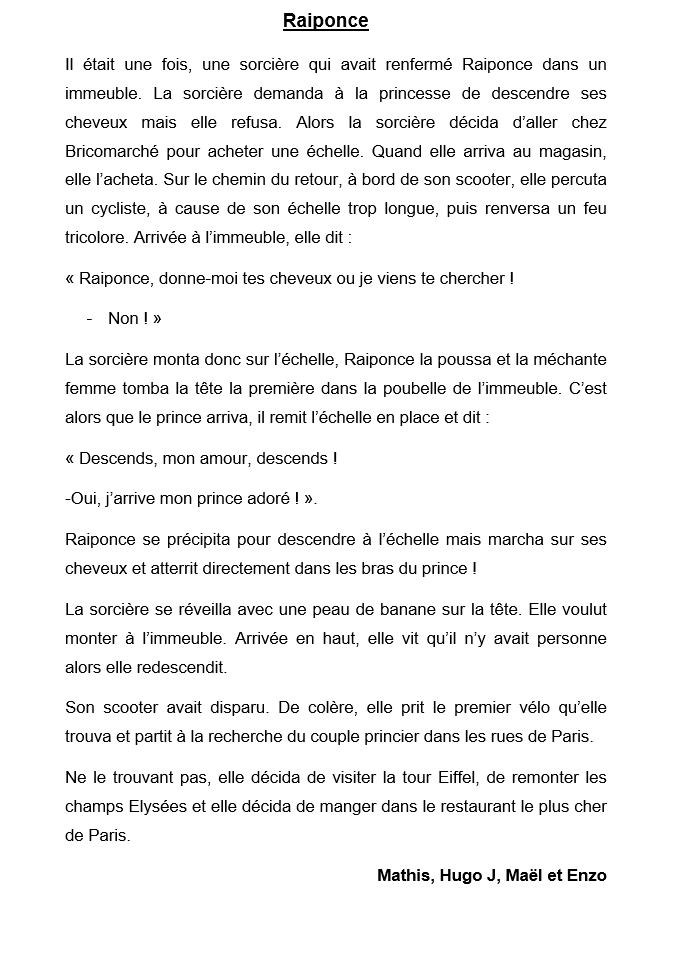 Raiponce
Il était une fois, une sorcière qui avait renfermé Raiponce dans un
immeuble. La sorcière demanda à la princesse de descendre ses
cheveux mais elle refusa. Alors la sorcière décida d’aller chez
Bricomarché pour acheter une échelle. Quand elle arriva au magasin,
elle l’acheta. Sur le chemin du retour, à bord de son scooter, elle percuta
un cycliste, à cause de son échelle trop longue, puis renversa un feu
tricolore. Arrivée à l’immeuble, elle dit :
« Raiponce, donne-moi tes cheveux ou je viens te chercher !
- Non ! »
La sorcière monta donc sur l’échelle, Raiponce la poussa et la méchante
femme tomba la tête la première dans la poubelle de l’immeuble. C’est
alors que le prince arriva, il remit l’échelle en place et dit :
« Descends, mon amour, descends !
-Oui, j’arrive mon prince adoré ! ».
Raiponce se précipita pour descendre à l’échelle mais marcha sur ses
cheveux et atterrit directement dans les bras du prince !
La sorcière se réveilla avec une peau de banane sur la tête. Elle voulut
monter à l’immeuble. Arrivée en haut, elle vit qu’il n’y avait personne
alors elle redescendit.
Son scooter avait disparu. De colère, elle prit le premier vélo qu’elle
trouva et partit à la recherche du couple princier dans les rues de Paris.
Ne le trouvant pas, elle décida de visiter la tour Eiffel, de remonter les
champs Elysées et elle décida de manger dans le restaurant le plus cher
de Paris.
Mathis, Hugo J, Maël et Enzo